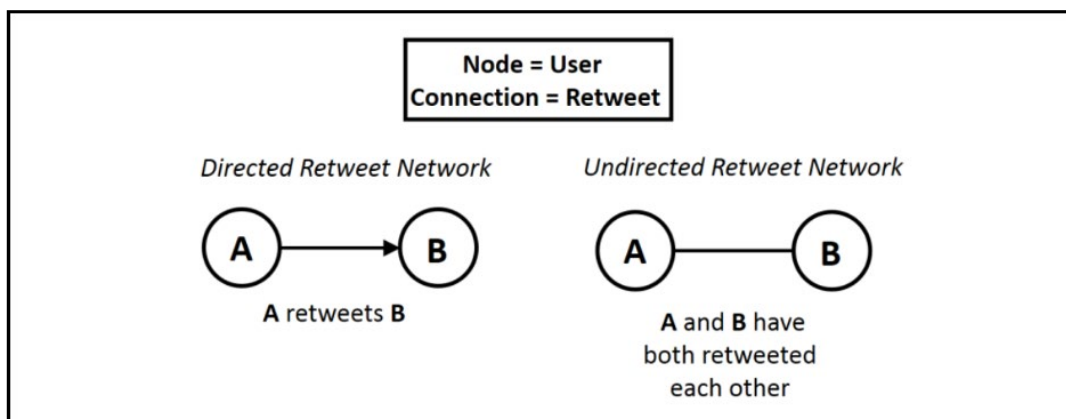 Node = User
Connection = Retweet
Directed Retweet Network
Undirected Retweet Network
A
B
A
B
A retweets B
A and B have
both retweeted
each other